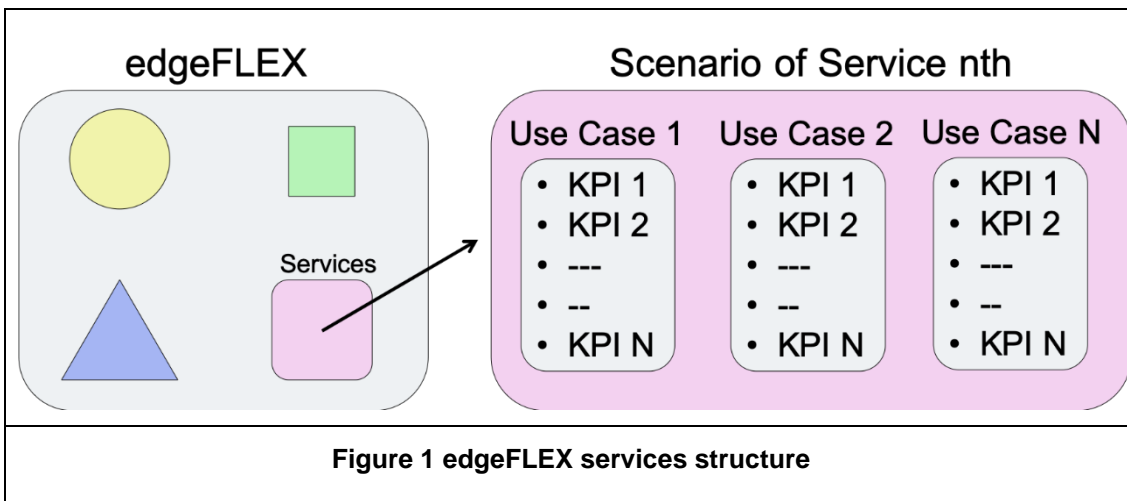 edgeFLEX
Services
Scenario of Service nth
Use Case 1
• KPI 1
• KPI 2
• ---
• --
• KPI N
Use Case 2
• KPI 1
• KPI 2
• ---
• --
• KPI N
Use Case N
• KPI 1
• KPI 2
• ---
• --
• KPI N
Figure 1 edgeFLEX services structure